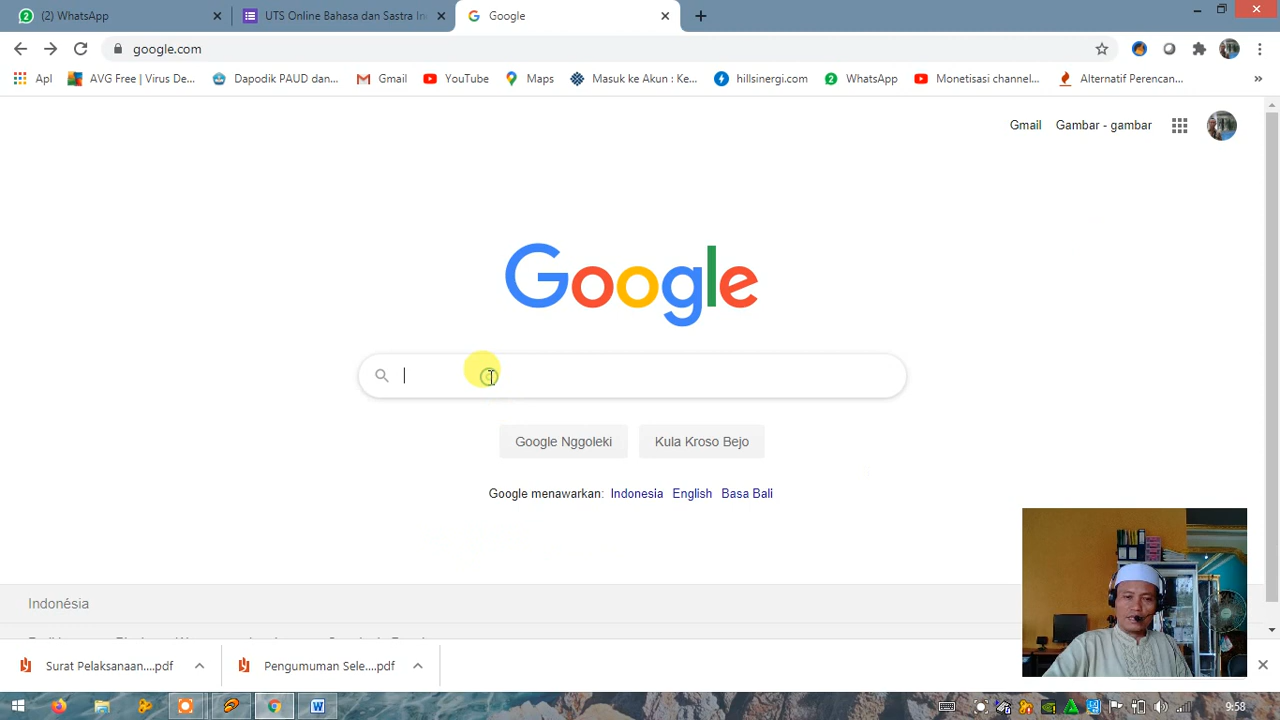 (2) WhatsApp
UTS Online Bahasa dan Sastra In
Google
google.com
Apl
AVG Free | Virus De...
Dapodik PAUD dan...
Gmail
YouTube
Maps
Masuk ke Akun : Ke...
hillsinergi.com
WhatsApp
Monetisasi channel...
Alternatif Perencan...
Gmail
Gambar - gambar
Google
Google Nggoleki
Kula Kroso Bejo
Google menawarkan: Indonesia English Basa Bali
Indonésia
Surat Pelaksanaan....pdf
Pengumuman Sele....pdf
9:58